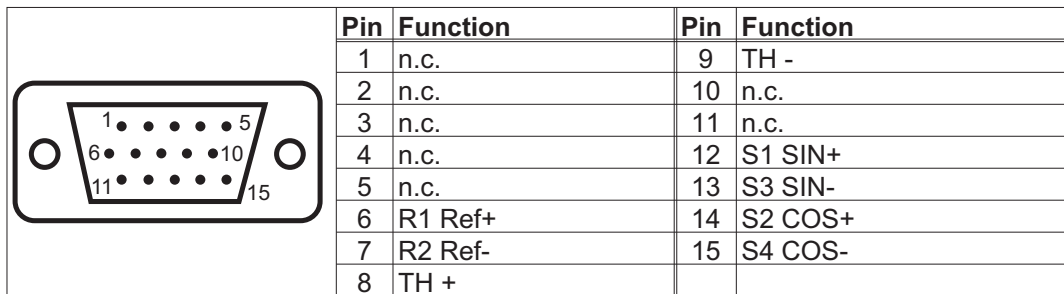 Pin Function Pin Function
1 n.c. 9 TH -
2 n.c. 10 n.c.
3 n.c. 11 n.c.
4 n.c. 12 S1 SIN+
5 n.c. 13 S3 SIN-
6 R1 Ref+ 14 S2 COS+
7 R2 Ref- 15 S4 COS-
8 TH +
1 5
6 10
11 15